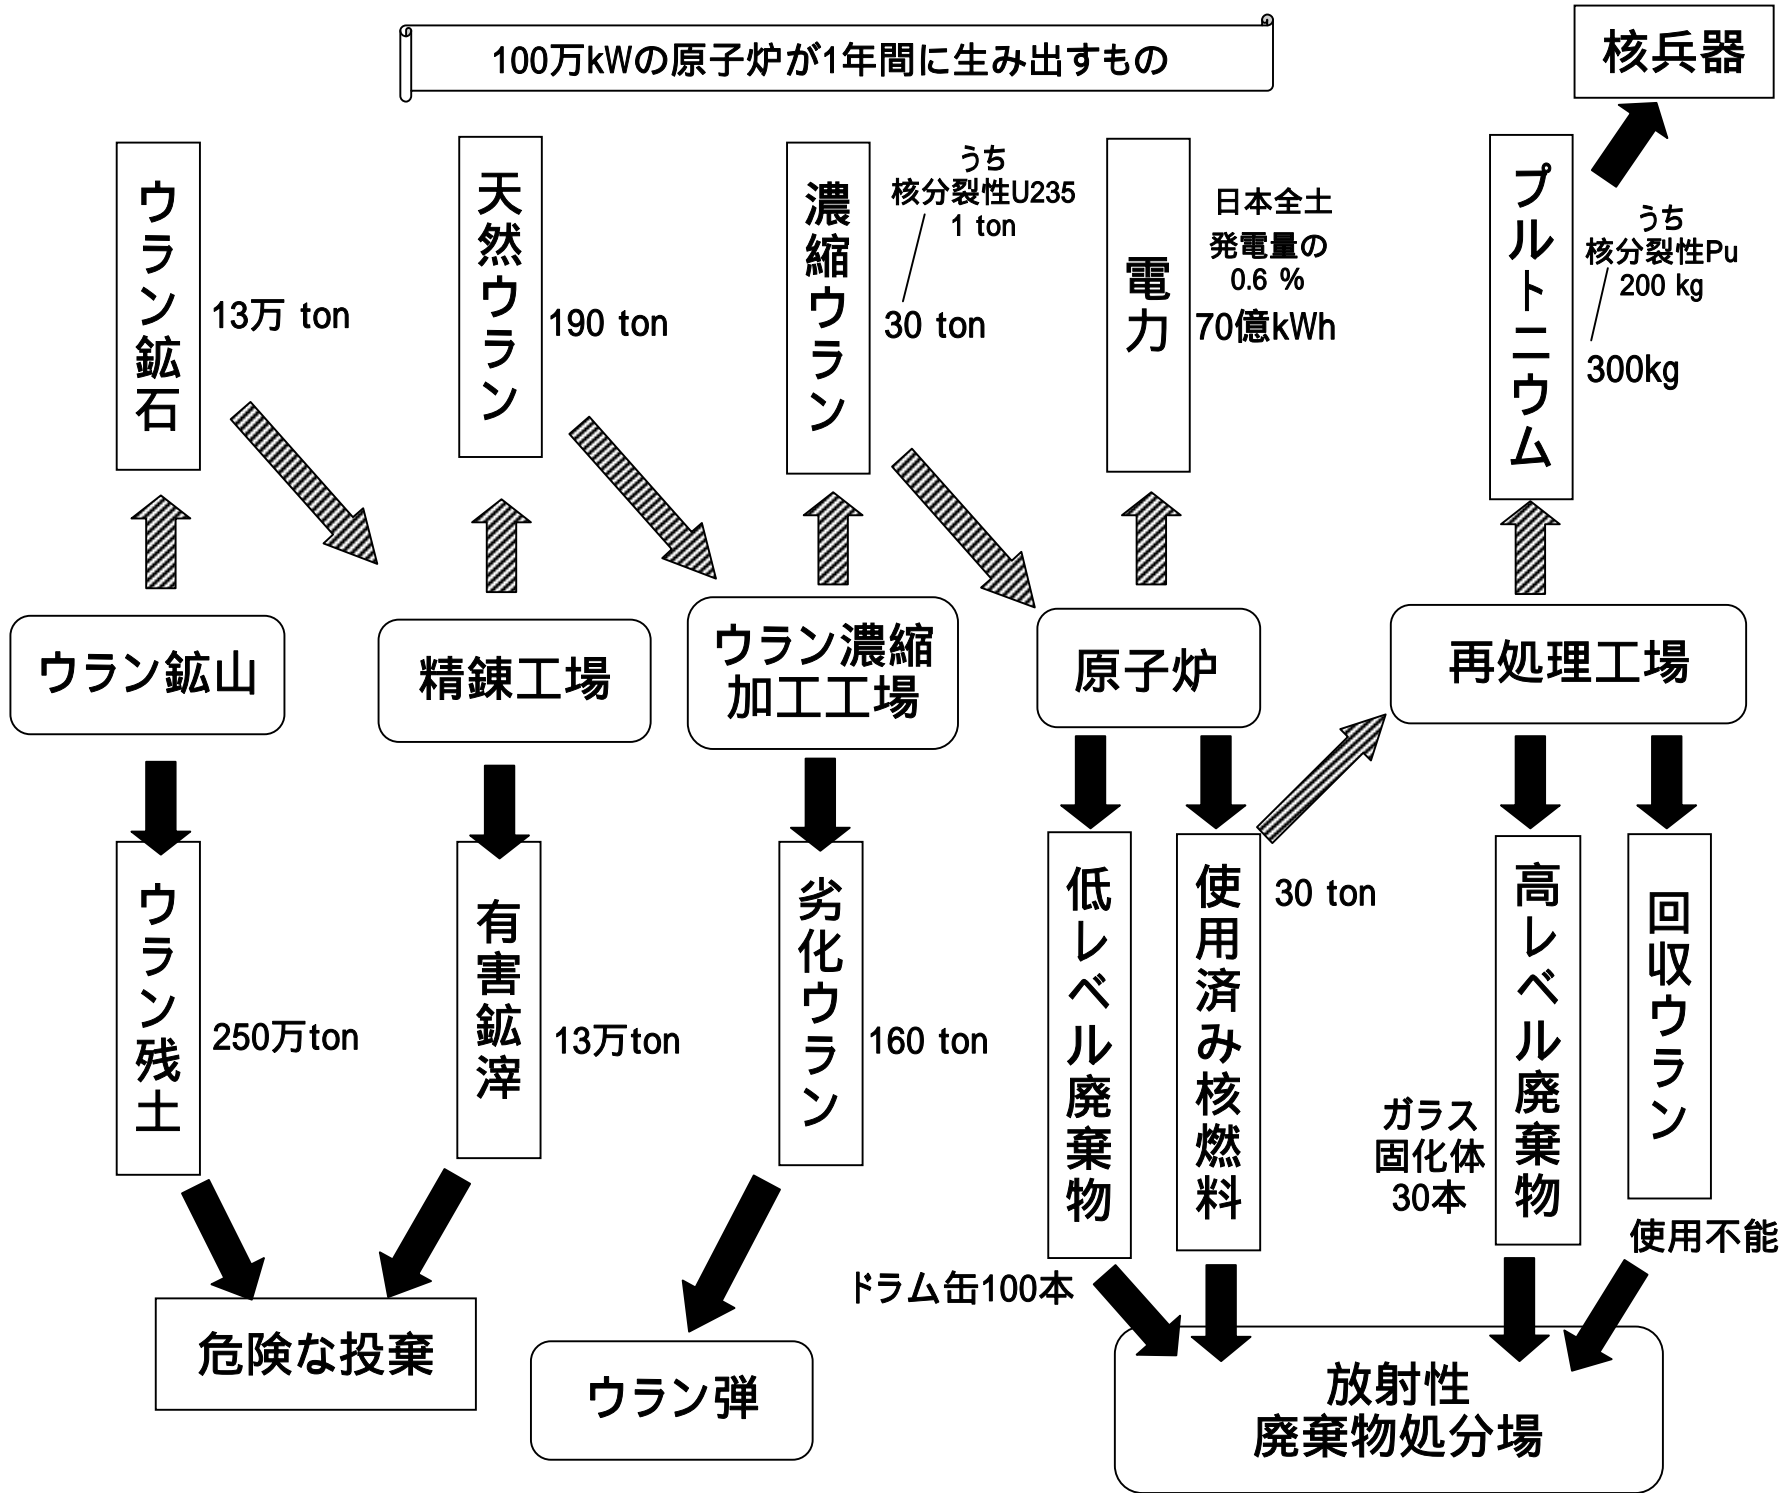 100万kWの原子炉が1年間に生み出すもの
核兵器
ウラン鉱石
13万 ton
天然ウラン
190 ton
濃縮ウラン
うち
核分裂性U235
1 ton
30 ton
電力
日本全土
発電量の
0.6 %
70億kWh
プルトニウム
うち
核分裂性Pu
200 kg
300kg
ウラン鉱山
精錬工場
ウラン濃縮
加工工場
原子炉
再処理工場
ウラン残土
250万ton
有害鉱滓
13万ton
劣化ウラン
160 ton
低レベル廃棄物
使用済み核燃料
30 ton
高レベル廃棄物
ガラス
固化体
30本
回収ウラン
使用不能
ドラム缶100本
危険な投棄
ウラン弾
放射性
廃棄物処分場